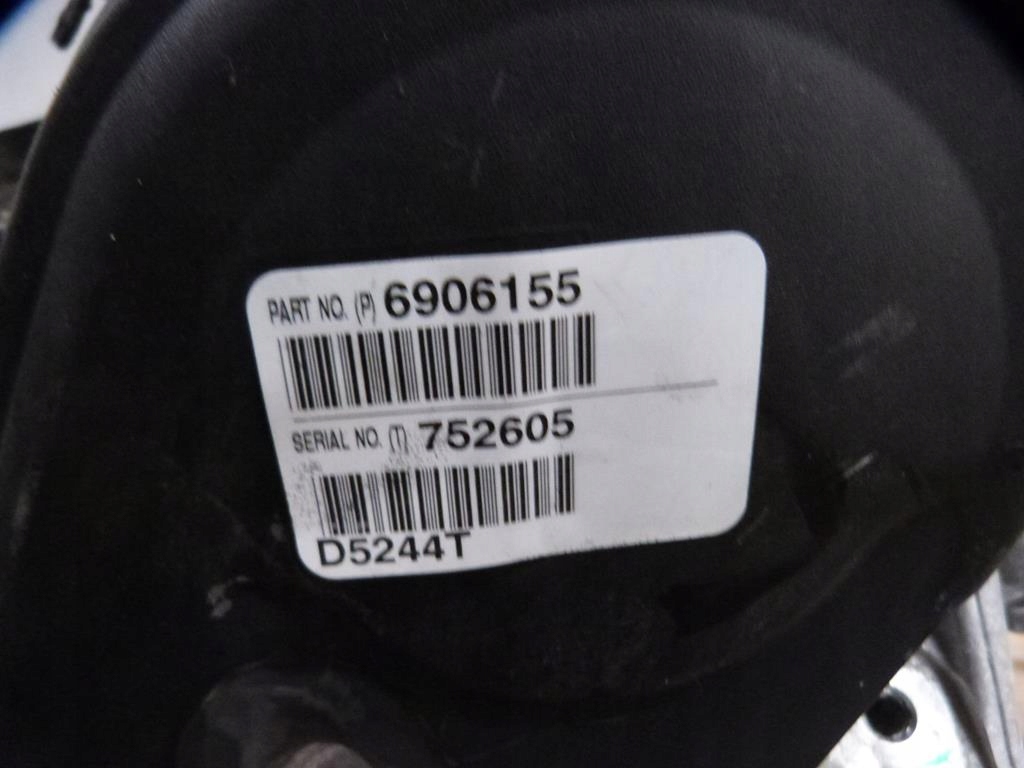 PART NO. (P) 6906155
SERIAL NO. (T) 752605
D5244T